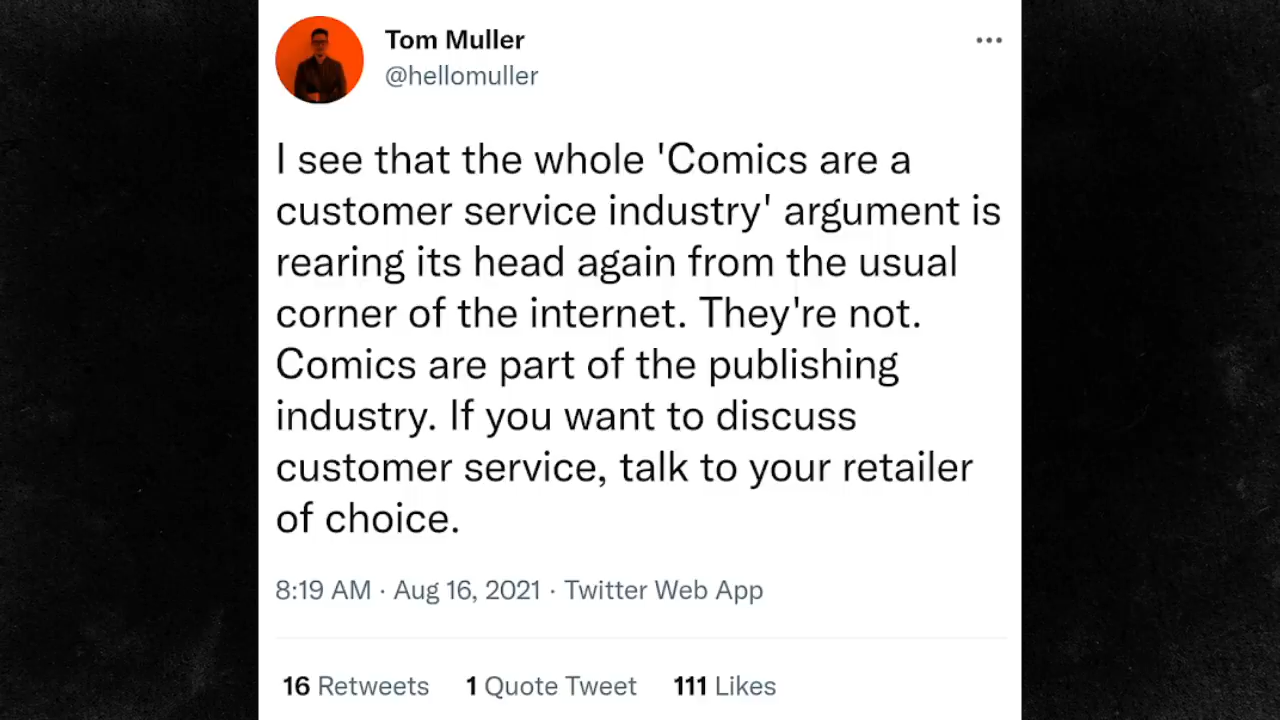 Tom Muller
@hellomuller
I see that the whole 'Comics are a
customer service industry' argument is
rearing its head again from the usual
corner of the internet. They're not.
Comics are part of the publishing
industry. If you want to discuss
customer service, talk to your retailer
of choice.
8:19 AM · Aug 16, 2021 · Twitter Web App
16 Retweets 1 Quote Tweet 111 Likes